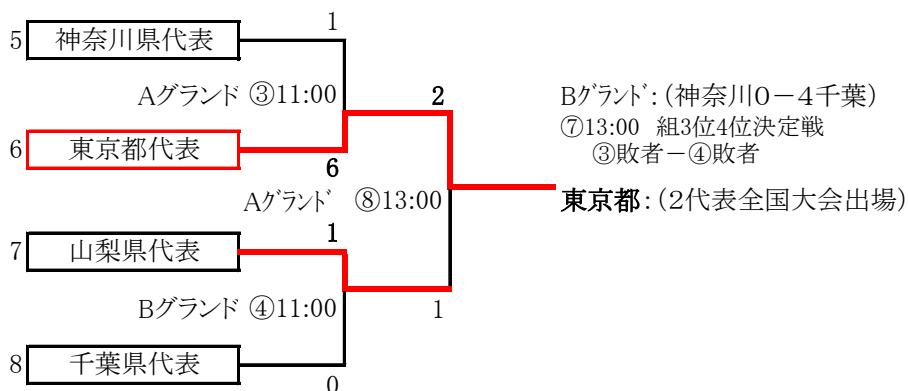 1
5 神奈川県代表
Aグランド ③11:00
2
Bグランド:(神奈川0-4千葉)
⑦13:00 組3位4位決定戦
③敗者-④敗者
6 東京都代表
6
Aグランド ⑧13:00
東京都:(2代表全国大会出場)
1
7 山梨県代表
Bグランド ④11:00
1
8 千葉県代表
0